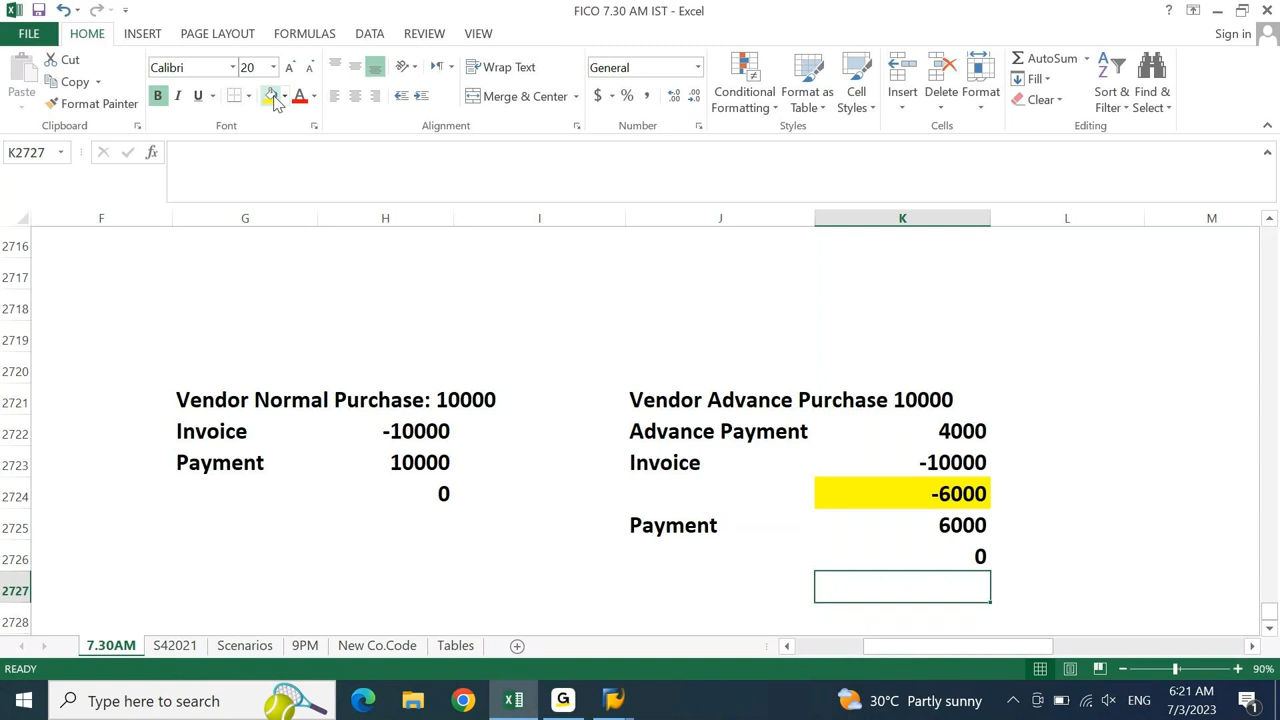 FICO 7.30 AM IST - Excel
?
FILE
HOME
INSERT
PAGE LAYOUT
FORMULAS
DATA
REVIEW
VIEW
Sign in
Paste
Cut
Copy
Format Painter
Clipboard
Calibri
20
B
I
U
A
Font
Wrap Text
Merge & Center
Alignment
General
$ %
Number
Conditional
Formatting
Format as
Table
Cell
Styles
Styles
Insert
Delete
Format
Cells
AutoSum
Fill
Clear
Sort &
Filter
Find &
Select
Editing
K2727
fx
F G H I J K L M
2716
2717
2718
2719
2720
2721 Vendor Normal Purchase: 10000 Vendor Advance Purchase 10000
2722 Invoice -10000 Advance Payment 4000
2723 Payment 10000 Invoice -10000
2724 0 -6000
2725 Payment 6000
2726 0
2727
2728
7.30AM S42021 Scenarios 9PM New Co.Code Tables
READY
90%
Type here to search
30°C Partly sunny
ENG
6:21 AM
7/3/2023
1